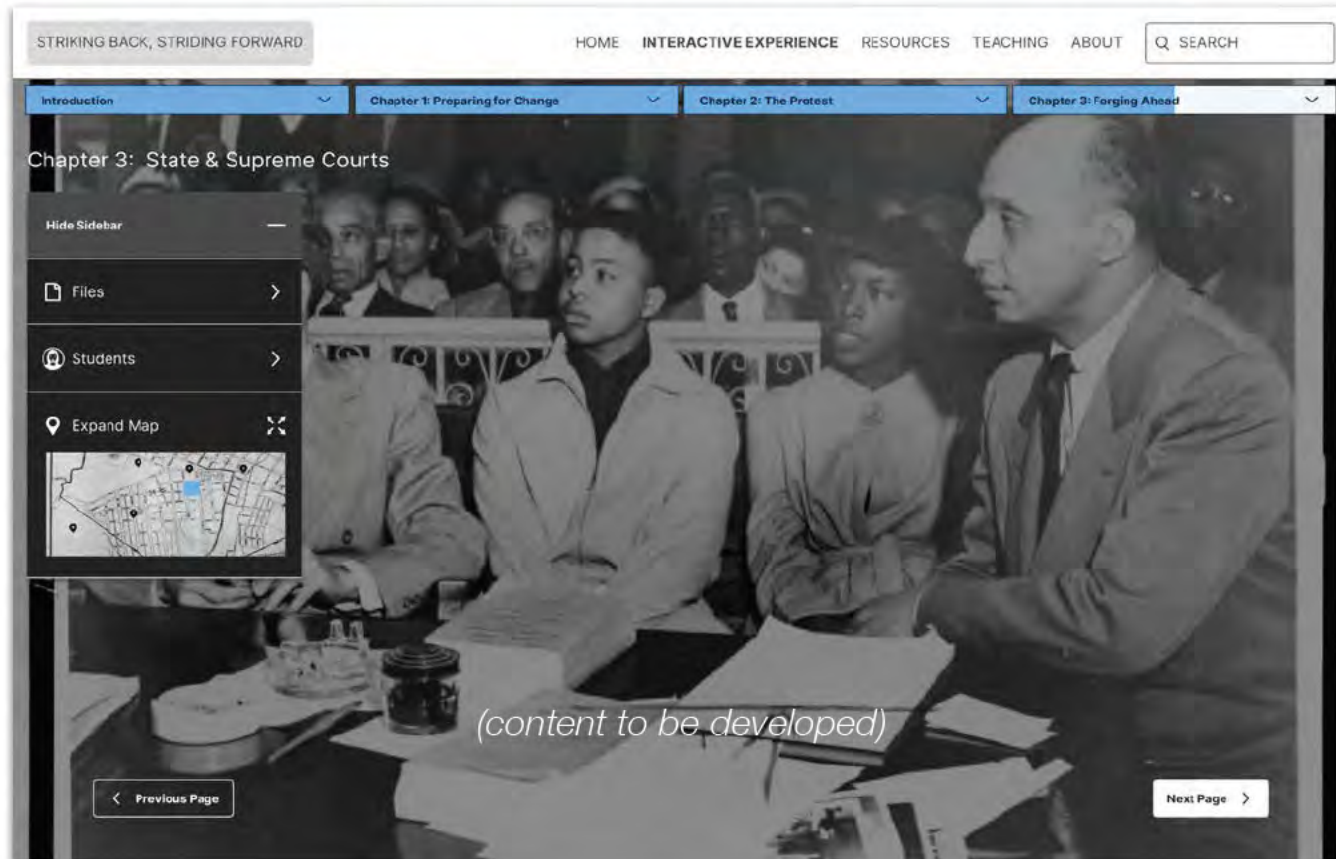 STRIKING BACK, STRIDING FORWARD
HOME INTERACTIVE EXPERIENCE RESOURCES TEACHING ABOUT SEARCH
Introduction Chapter 1: Preparing for Change Chapter 2: The Protest Chapter 3: Forging Ahead
Chapter 3: State & Supreme Courts
Hide Sidebar
Files
Students
Expand Map
(content to be developed)
Previous Page Next Page